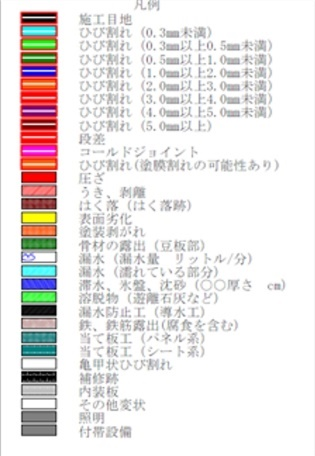 凡例
施工目地
ひび割れ (0.3㎜未満)
ひび割れ (0.3㎜以上0.5㎜未満)
ひび割れ (0.5㎜以上1.0㎜未満)
ひび割れ (1.0㎜以上2.0㎜未満)
ひび割れ (2.0㎜以上3.0㎜未満)
ひび割れ (3.0㎜以上4.0㎜未満)
ひび割れ (4.0㎜以上5.0㎜未満)
ひび割れ (5.0㎜以上)
段差
コールドジョイント
ひび割れ(塗膜割れの可能性あり)
圧ざ
うき、剥離
はく落 (はく落跡)
表面劣化
塗装剥がれ
骨材の露出 (豆板部)
漏水 (漏水量 リットル/分)
漏水 (濡れている部分)
滞水、氷盤、沈砂 (〇〇厚さ cm)
溶脱物 (遊離石灰など)
漏水防止工 (導水工)
鉄、鉄筋露出(腐食を含む)
当て板工 (パネル系)
当て板工 (シート系)
亀甲状ひび割れ
補修跡
内装板
その他変状
照明
付帯設備